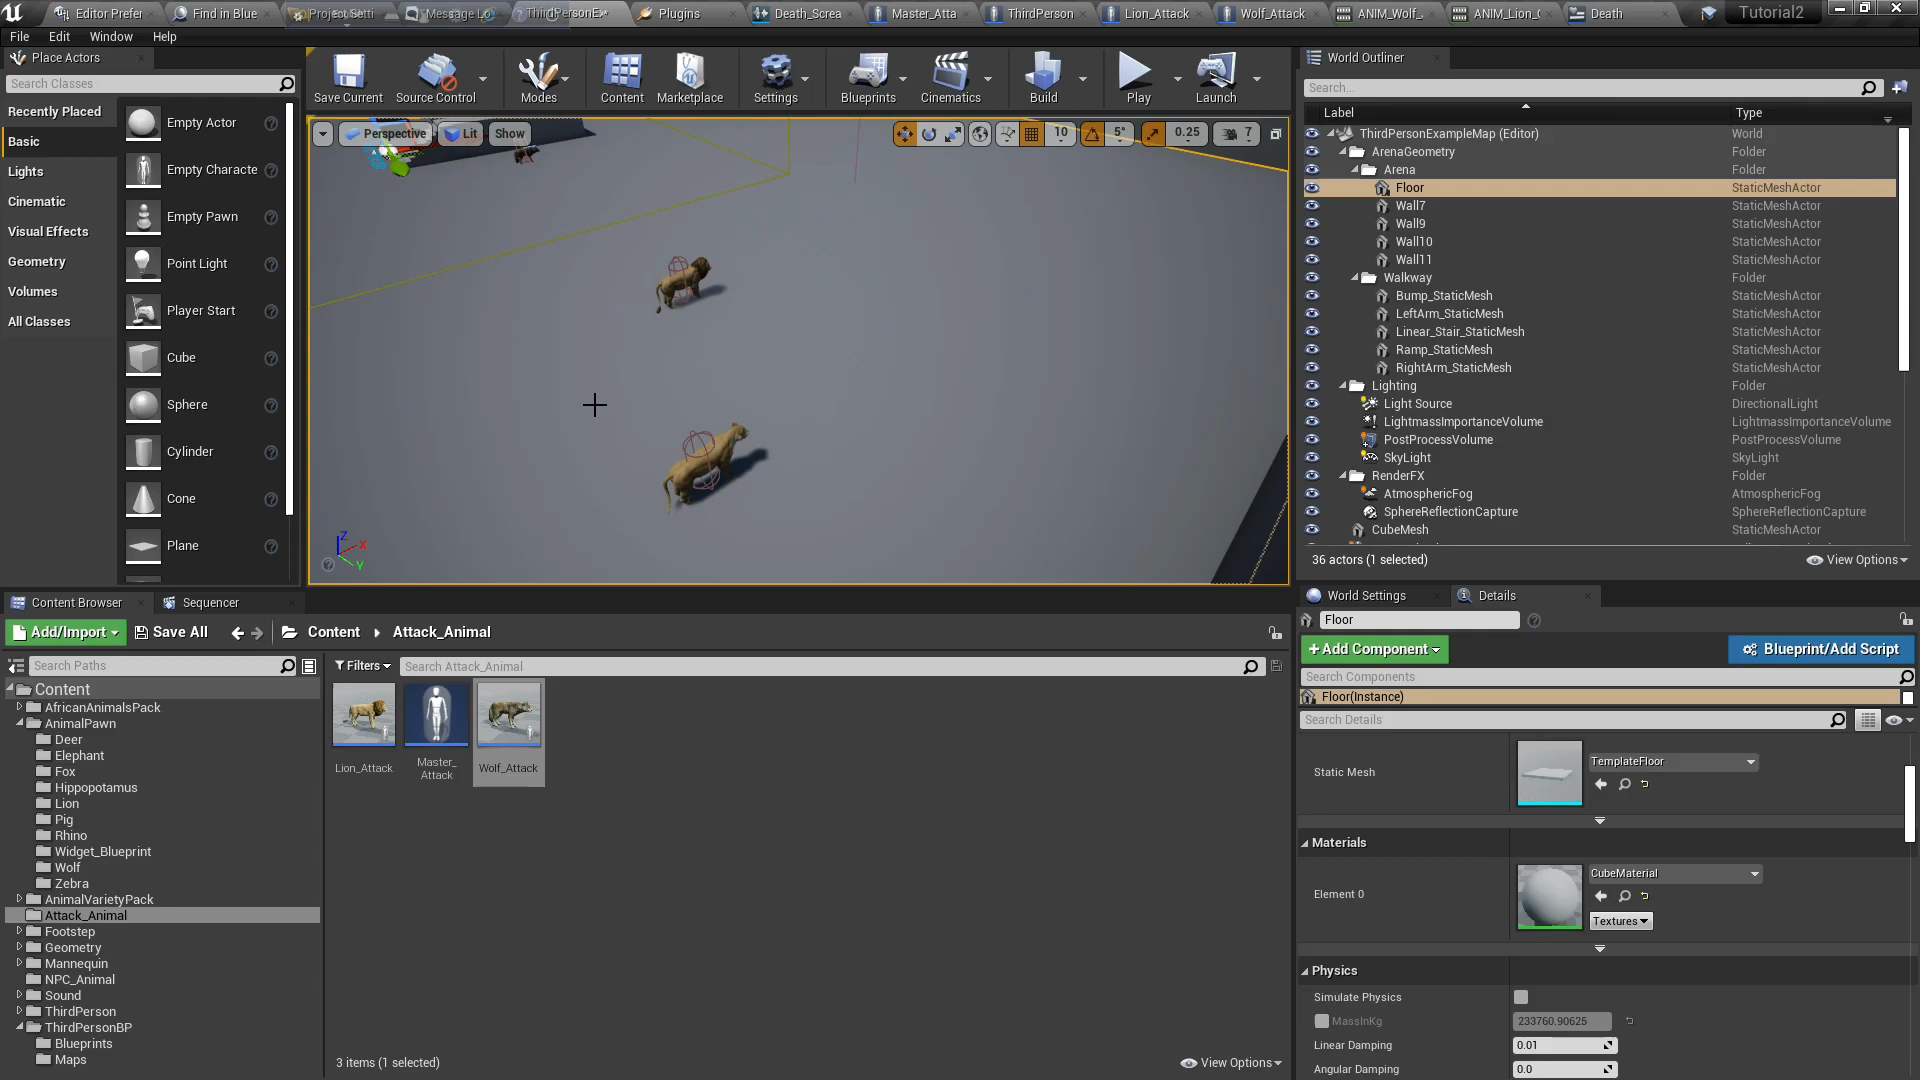 Editor Prefer
Find in Blue
Project Setti
Message Lo
ThirdPersonEx
Plugins
Death_Screa
Master_Atta
ThirdPerson
Lion_Attack
Wolf_Attack
ANIM_Wolf_
ANIM_Lion_
Death
Tutorial2
File Edit Window Help
Place Actors
Search Classes
Recently Placed
Basic
Lights
Cinematic
Visual Effects
Geometry
Volumes
All Classes
Empty Actor
Empty Characte
Empty Pawn
Point Light
Player Start
Cube
Sphere
Cylinder
Cone
Plane
Save Current
Source Control
Modes
Content
Marketplace
Settings
Blueprints
Cinematics
Build
Play
Launch
Perspective
Lit
Show
10
5°
0.25
7
Z
X
Y
World Outliner
Search...
Label Type
ThirdPersonExampleMap (Editor) World
ArenaGeometry Folder
Arena Folder
Floor StaticMeshActor
Wall7 StaticMeshActor
Wall9 StaticMeshActor
Wall10 StaticMeshActor
Wall11 StaticMeshActor
Walkway Folder
Bump_StaticMesh StaticMeshActor
LeftArm_StaticMesh StaticMeshActor
Linear_Stair_StaticMesh StaticMeshActor
Ramp_StaticMesh StaticMeshActor
RightArm_StaticMesh StaticMeshActor
Lighting Folder
Light Source DirectionalLight
LightmassImportanceVolume LightmassImportanceVolume
PostProcessVolume PostProcessVolume
SkyLight SkyLight
RenderFX Folder
AtmosphericFog AtmosphericFog
SphereReflectionCapture SphereReflectionCapture
CubeMesh StaticMeshActor
36 actors (1 selected)
View Options
Content Browser
Sequencer
Add/Import
Save All
Content
Attack_Animal
Search Paths
Filters
Search Attack_Animal
Content
AfricanAnimalsPack
AnimalPawn
Deer
Elephant
Fox
Hippopotamus
Lion
Pig
Rhino
Widget_Blueprint
Wolf
Zebra
AnimalVarietyPack
Attack_Animal
Footstep
Geometry
Mannequin
NPC_Animal
Sound
ThirdPerson
ThirdPersonBP
Blueprints
Maps
Lion_Attack
Master_
Attack
Wolf_Attack
3 items (1 selected)
View Options
World Settings
Details
Floor
+Add Component
Blueprint/Add Script
Search Components
Floor(Instance)
Search Details
Static Mesh
TemplateFloor
Materials
Element 0
CubeMaterial
Textures
Physics
Simulate Physics
MassInKg
233760.90625
Linear Damping
0.01
Angular Damping
0.0